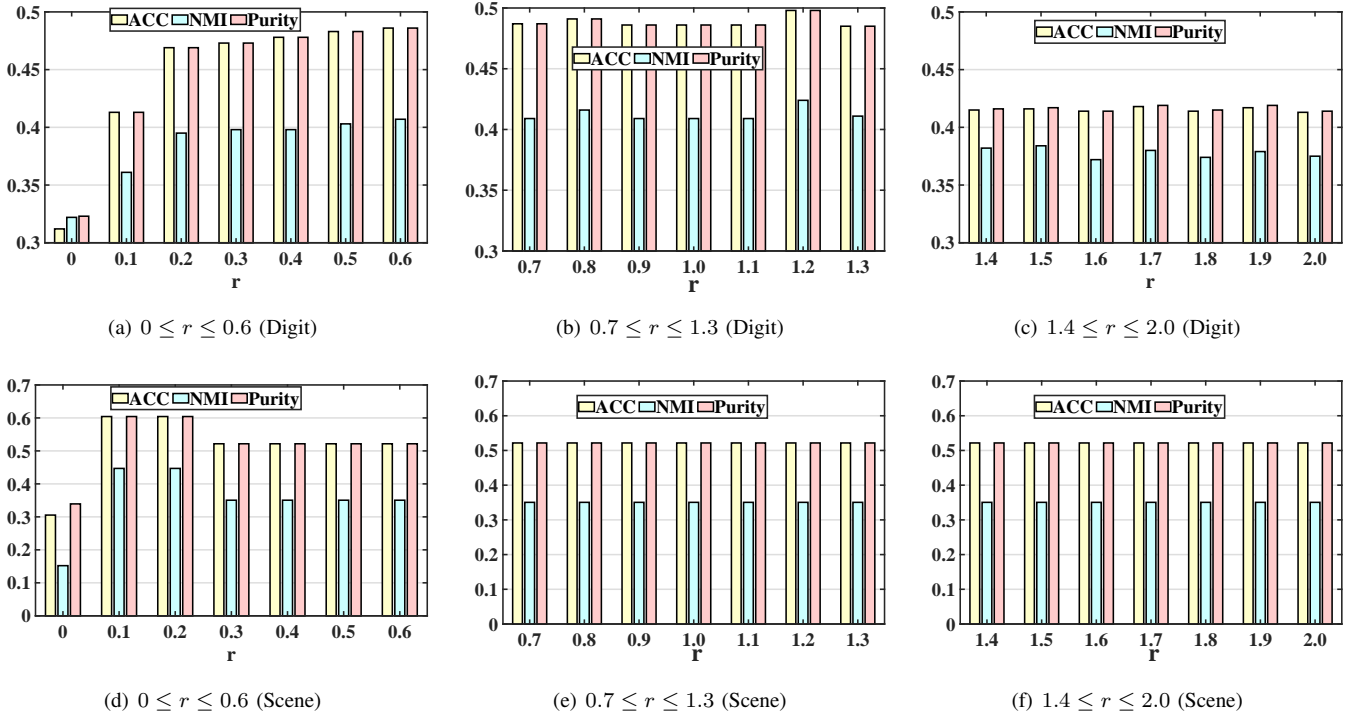 0.5
0.45
0.4
0.35
0.3
ACC NMI Purity
0 0.1 0.2 0.3 0.4 0.5 0.6
r
(a) 0 ≤ r ≤ 0.6 (Digit)
0.5
0.45
0.4
0.35
0.3
ACC NMI Purity
0.7 0.8 0.9 1.0 1.1 1.2 1.3
r
(b) 0.7 ≤ r ≤ 1.3 (Digit)
0.5
0.45
0.4
0.35
0.3
ACC NMI Purity
1.4 1.5 1.6 1.7 1.8 1.9 2.0
r
(c) 1.4 ≤ r ≤ 2.0 (Digit)
0.7
0.6
0.5
0.4
0.3
0.2
0.1
0
ACC NMI Purity
0 0.1 0.2 0.3 0.4 0.5 0.6
r
(d) 0 ≤ r ≤ 0.6 (Scene)
0.7
0.6
0.5
0.4
0.3
0.2
0.1
0
ACC NMI Purity
0.7 0.8 0.9 1.0 1.1 1.2 1.3
r
(e) 0.7 ≤ r ≤ 1.3 (Scene)
0.7
0.6
0.5
0.4
0.3
0.2
0.1
0
ACC NMI Purity
1.4 1.5 1.6 1.7 1.8 1.9 2.0
r
(f) 1.4 ≤ r ≤ 2.0 (Scene)